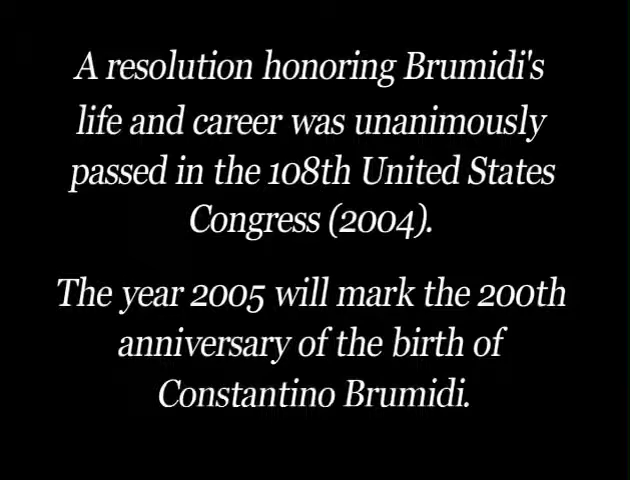 A resolution honoring Brumidi's
life and career was unanimously
passed in the 108th United States
Congress (2004).
The year 2005 will mark the 200th
anniversary of the birth of
Constantino Brumidi.